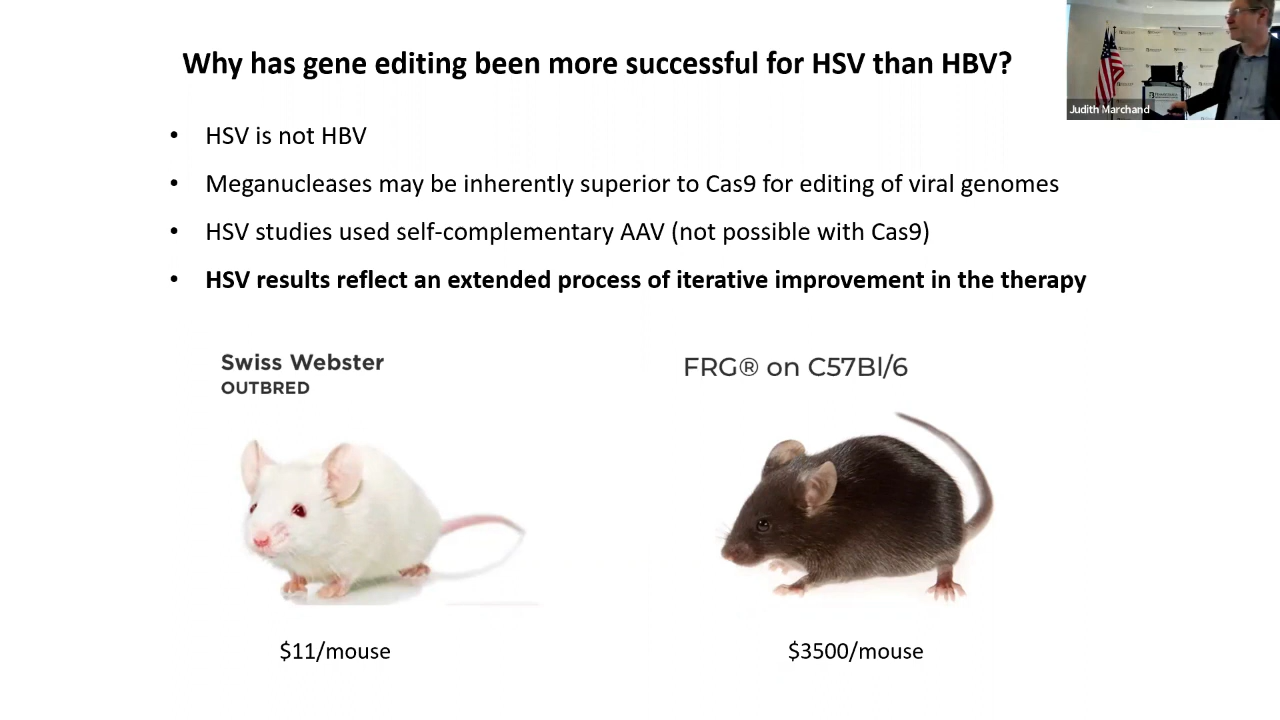 Why has gene editing been more successful for HSV than HBV?
Judith Marchand
• HSV is not HBV
• Meganucleases may be inherently superior to Cas9 for editing of viral genomes
• HSV studies used self-complementary AAV (not possible with Cas9)
• HSV results reflect an extended process of iterative improvement in the therapy
Swiss Webster
OUTBRED
FRG® on C57Bl/6
$11/mouse
$3500/mouse